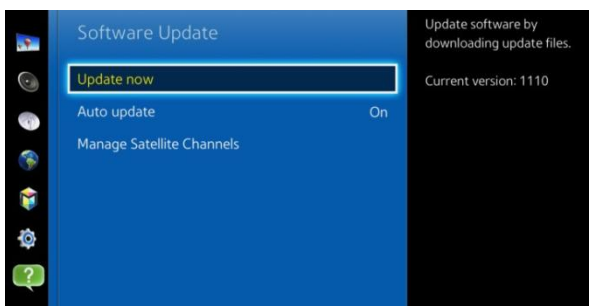 Software Update
Update now
Auto update On
Manage Satellite Channels
Update software by
downloading update files.
Current version: 1110
?